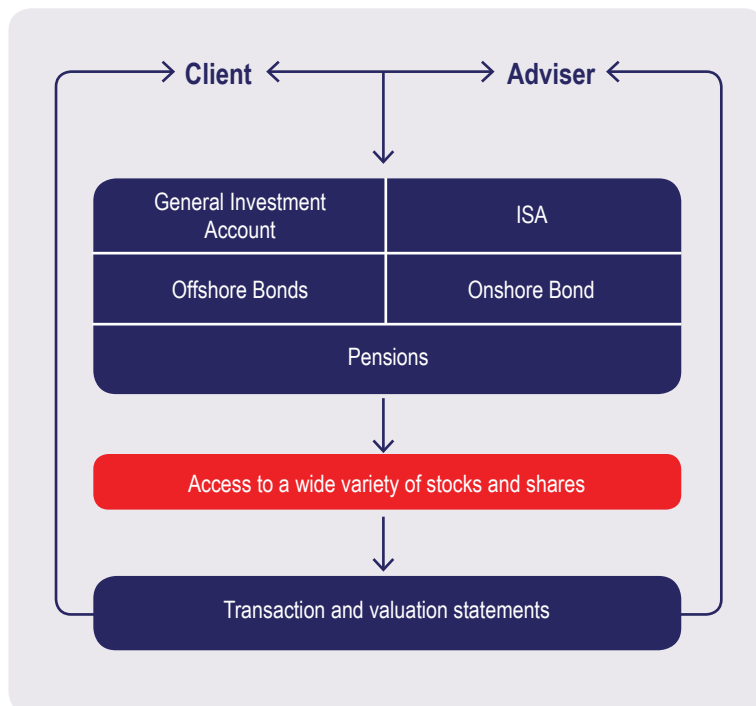 Client
Adviser
General Investment
Account
ISA
Offshore Bonds
Onshore Bond
Pensions
Access to a wide variety of stocks and shares
Transaction and valuation statements